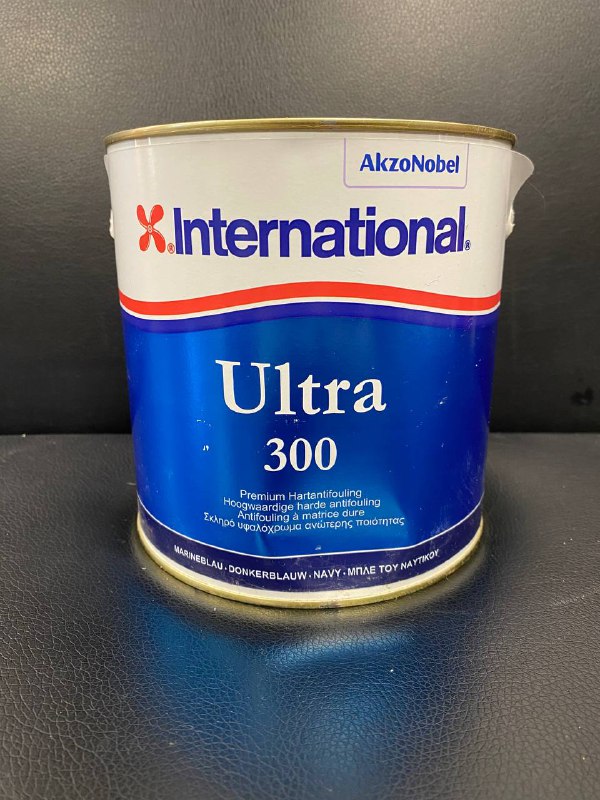 AkzoNobel
International®
Ultra
300
Premium Hartantifouling
Hoogwaardige harde antifouling
Antifouling à matrice dure
Σκληρό υφαλόχρωμα ανώτερης ποιότητας
MARINEBLAU · DONKERBLAUW · NAVY · ΜΠΛΕ ΤΟΥ ΝΑΥΤΙΚΟΥ